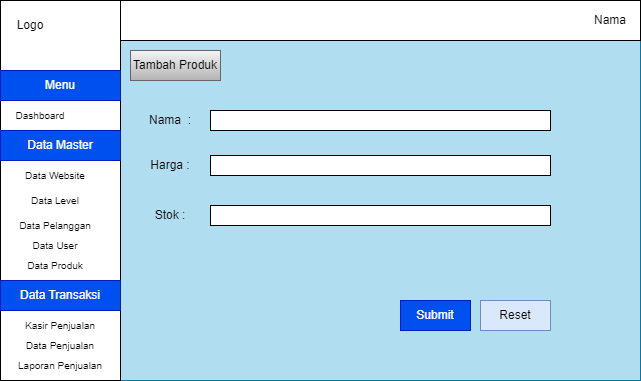 Logo
Nama
Menu
Dashboard
Data Master
Data Website
Data Level
Data Pelanggan
Data User
Data Produk
Data Transaksi
Kasir Penjualan
Data Penjualan
Laporan Penjualan
Tambah Produk
Nama :
Harga :
Stok :
Submit
Reset